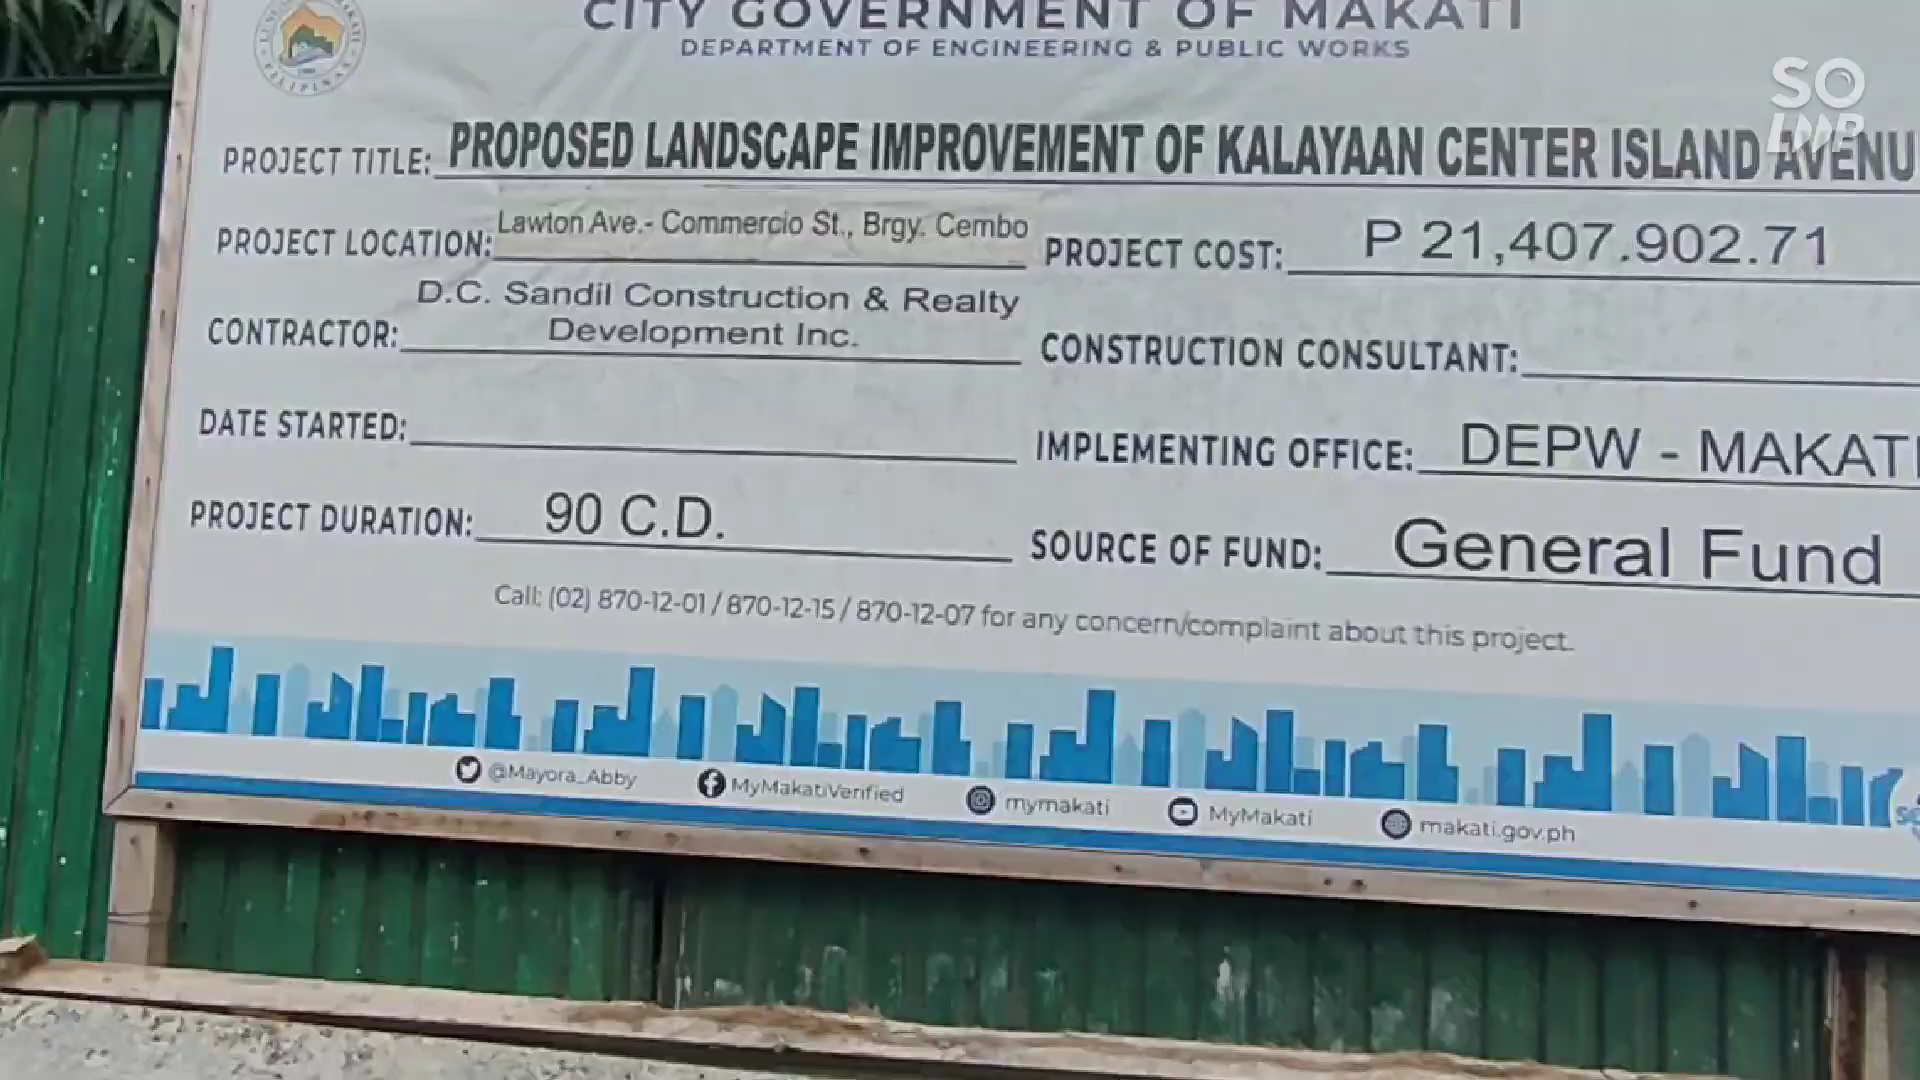 CITY GOVERNMENT OF MAKATI
DEPARTMENT OF ENGINEERING & PUBLIC WORKS
SO
PROJECT TITLE: PROPOSED LANDSCAPE IMPROVEMENT OF KALAYAAN CENTER ISLAND AVENU
PROJECT LOCATION: Lawton Ave.- Commercio St., Brgy. Cembo
PROJECT COST: P 21,407.902.71
CONTRACTOR: D.C. Sandil Construction & Realty
Development Inc.
CONSTRUCTION CONSULTANT:
DATE STARTED:
IMPLEMENTING OFFICE: DEPW - MAKATI
PROJECT DURATION: 90 C.D.
SOURCE OF FUND: General Fund
Call: (02) 870-12-01 / 870-12-15 / 870-12-07 for any concern/complaint about this project.
@Mayora_Abby
MyMakatiVerified
mymakati
MyMakati
makati.gov.ph